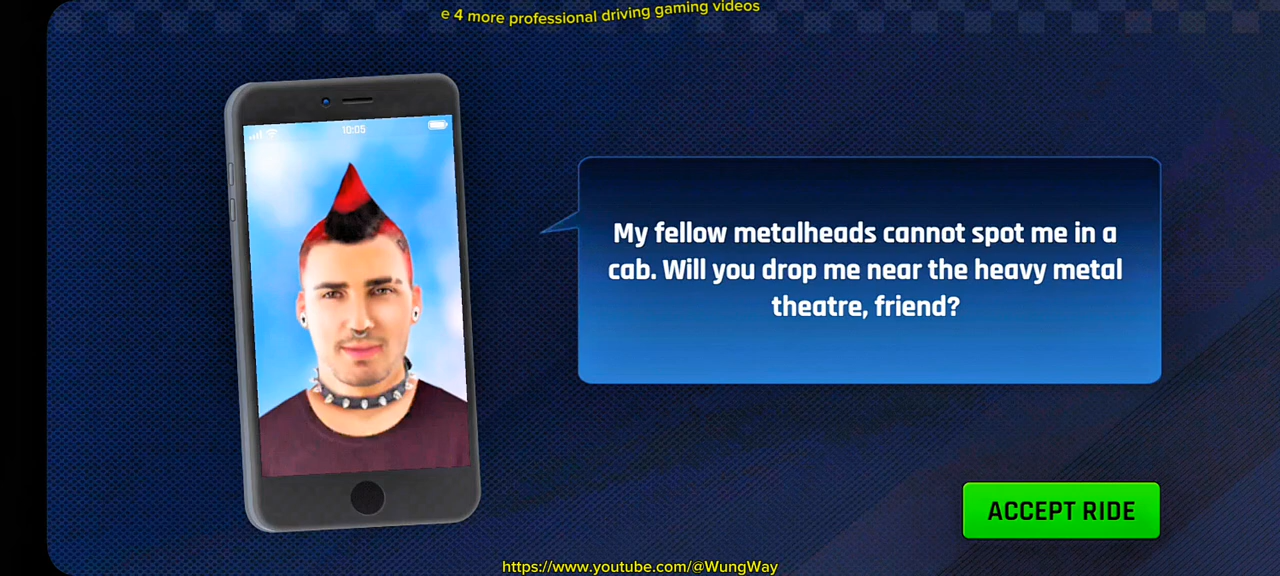 e 4 more professional driving gaming videos
10:05
My fellow metalheads cannot spot me in a
cab. Will you drop me near the heavy metal
theatre, friend?
ACCEPT RIDE
https://www.youtube.com/@WungWay